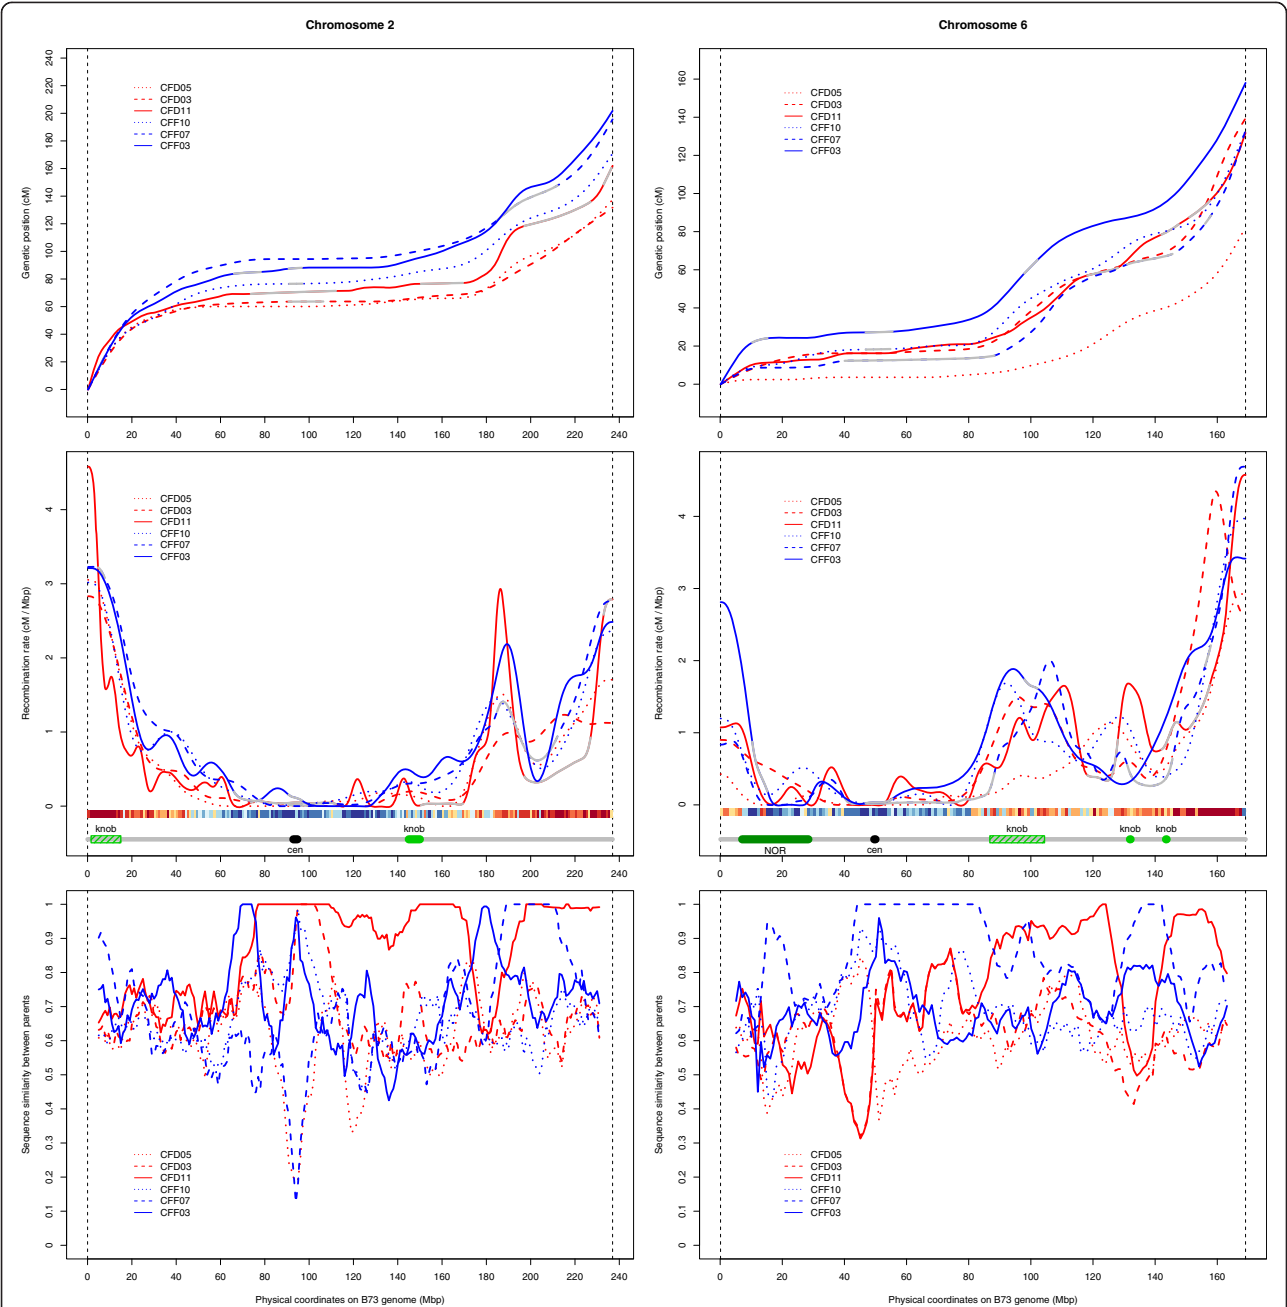 Chromosome 2
Chromosome 6
Genetic position (cM)
0 20 40 60 80 100 120 140 160 180 200 220 240
CFD05
CFD03
CFD11
CFF10
CFF07
CFF03
0 20 40 60 80 100 120 140 160 180 200 220 240
Genetic position (cM)
0 20 40 60 80 100 120 140 160
CFD05
CFD03
CFD11
CFF10
CFF07
CFF03
0 20 40 60 80 100 120 140 160
Recombination rate (cM / Mbp)
0 1 2 3 4
CFD05
CFD03
CFD11
CFF10
CFF07
CFF03
knob
knob
cen
0 20 40 60 80 100 120 140 160 180 200 220 240
Recombination rate (cM / Mbp)
0 1 2 3 4
CFD05
CFD03
CFD11
CFF10
CFF07
CFF03
knob
knob
knob
NOR
cen
0 20 40 60 80 100 120 140 160
Sequence similarity between parents
0 0.1 0.2 0.3 0.4 0.5 0.6 0.7 0.8 0.9 1
CFD05
CFD03
CFD11
CFF10
CFF07
CFF03
0 20 40 60 80 100 120 140 160 180 200 220 240
Physical coordinates on B73 genome (Mbp)
Sequence similarity between parents
0 0.1 0.2 0.3 0.4 0.5 0.6 0.7 0.8 0.9 1
CFD05
CFD03
CFD11
CFF10
CFF07
CFF03
0 20 40 60 80 100 120 140 160
Physical coordinates on B73 genome (Mbp)